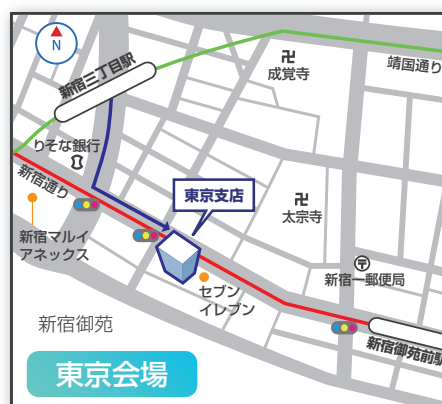 N
新宿三丁目駅
卍
成覚寺
靖国通り
りそな銀行
新宿通り
東京支店
卍
太宗寺
新宿マルイ
アネックス
〒
新宿一郵便局
セブン
イレブン
新宿御苑
新宿御苑前駅
東京会場